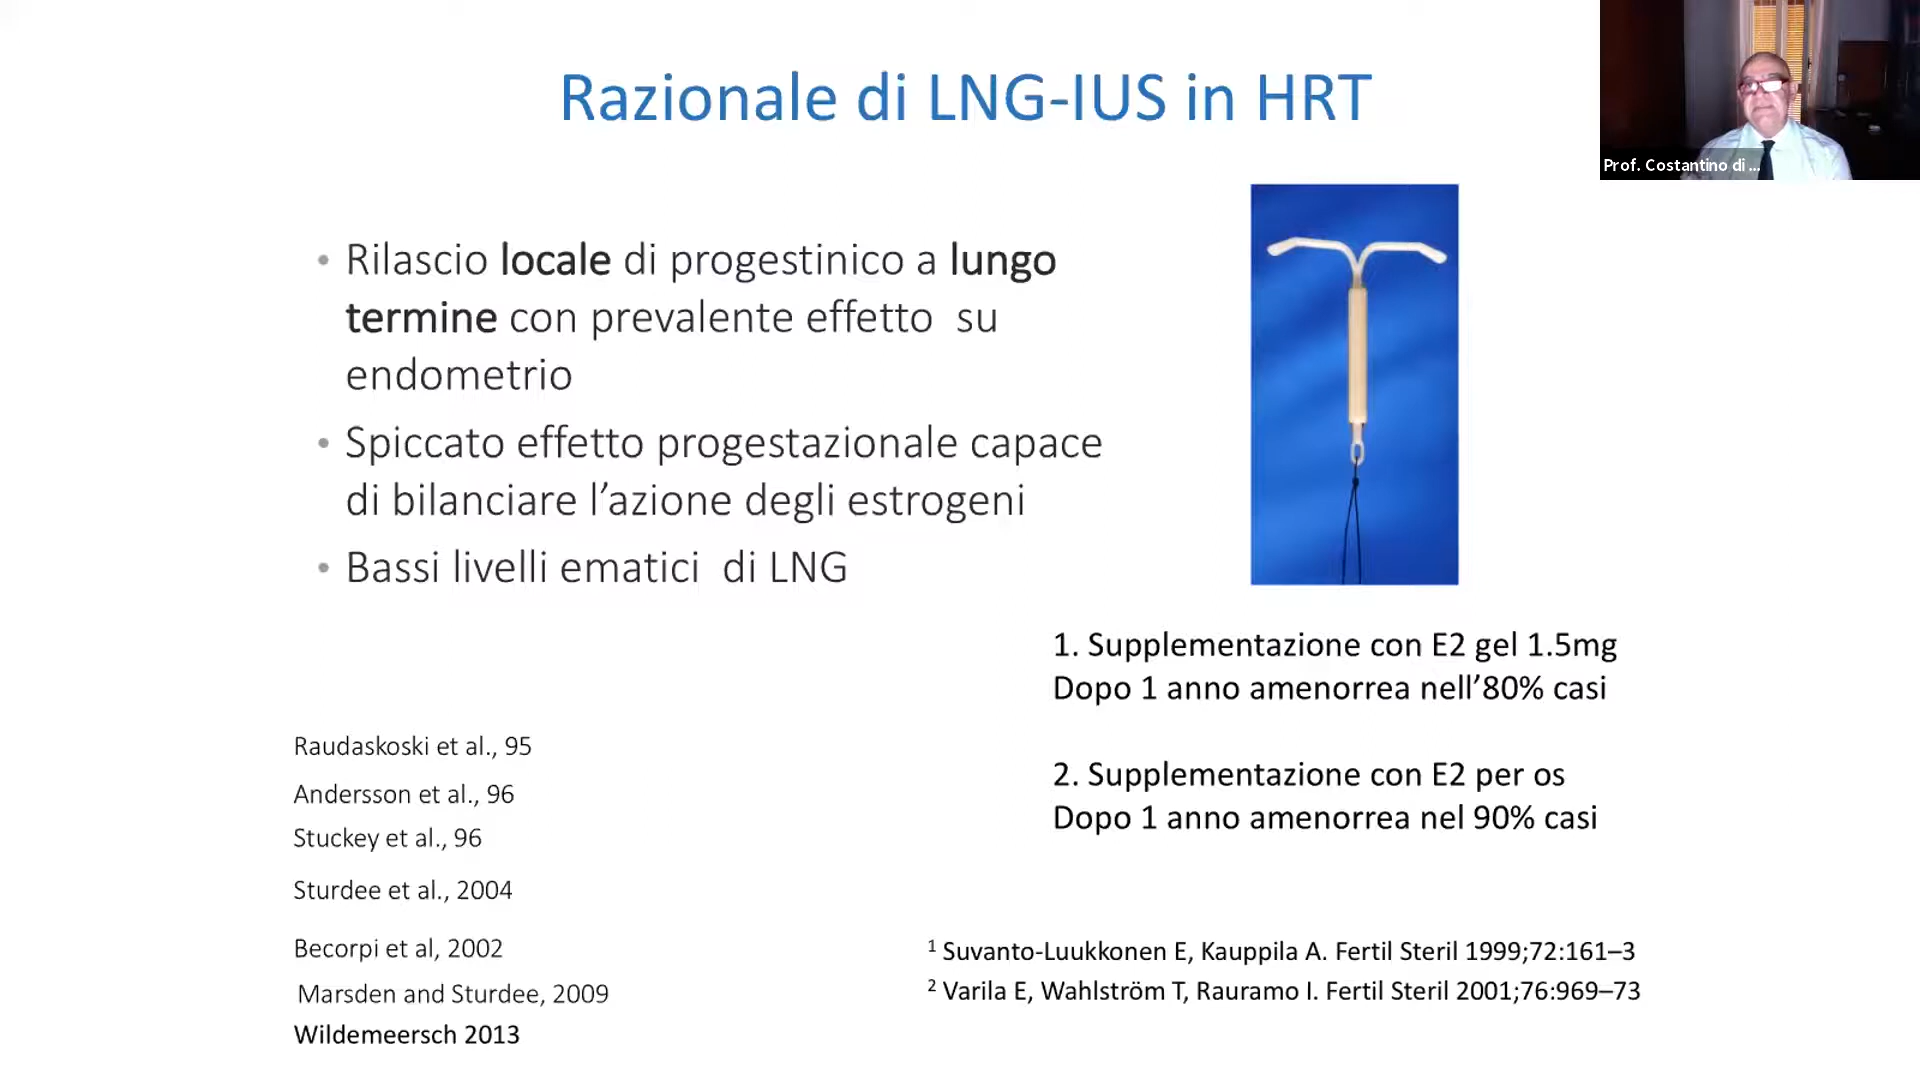 Razionale di LNG-IUS in HRT
Prof. Costantino di ...
• Rilascio locale di progestinico a lungo
termine con prevalente effetto su
endometrio
• Spiccato effetto progestazionale capace
di bilanciare l’azione degli estrogeni
• Bassi livelli ematici di LNG
1. Supplementazione con E2 gel 1.5mg
Dopo 1 anno amenorrea nell’80% casi
2. Supplementazione con E2 per os
Dopo 1 anno amenorrea nel 90% casi
Raudaskoski et al., 95
Andersson et al., 96
Stuckey et al., 96
Sturdee et al., 2004
Becorpi et al, 2002
Marsden and Sturdee, 2009
Wildemeersch 2013
¹ Suvanto-Luukkonen E, Kauppila A. Fertil Steril 1999;72:161–3
² Varila E, Wahlström T, Rauramo I. Fertil Steril 2001;76:969–73